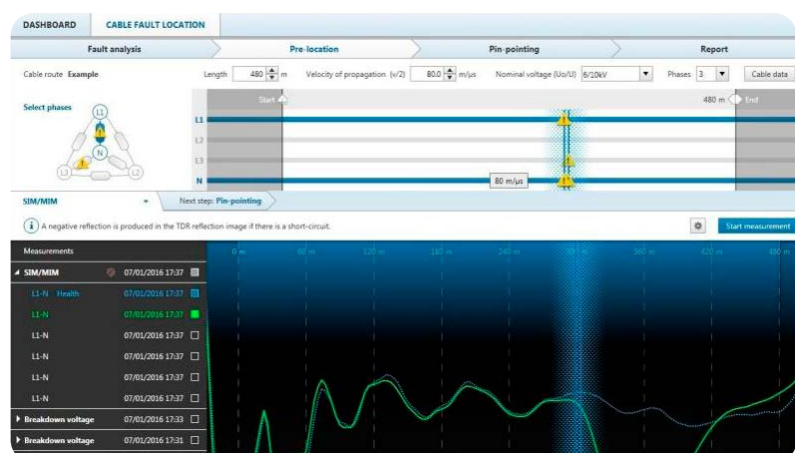 DASHBOARD CABLE FAULT LOCATION
Fault analysis Pre-location Pin-pointing Report
Cable route Example Length 480 m Velocity of propagation (v/2) 80.0 m/µs Nominal voltage (Uo/U) 6/10kV Phases 3 Cable data
Select phases
Start 480 m End
L1
L2
L3
N
L1
N
L3 L2
80 m/µs
SIM/MIM Next step: Pin-pointing
i A negative reflection is produced in the TDR reflection image if there is a short-circuit. Start measurement
Measurements 0 m 60 m 120 m 180 m 240 m 300 m 360 m 420 m 480 m
SIM/MIM 07/01/2016 17:37
L1-N Health 07/01/2016 17:37
L1-N 07/01/2016 17:37
L1-N 07/01/2016 17:37
L1-N 07/01/2016 17:37
L1-N 07/01/2016 17:37
L1-N 07/01/2016 17:37
Breakdown voltage 07/01/2016 17:33
Breakdown voltage 07/01/2016 17:31